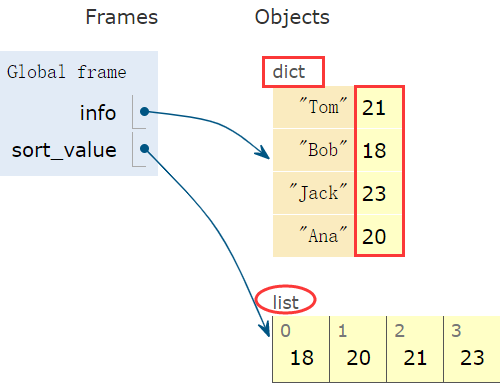 Frames Objects
Global frame
info
sort_value
dict
"Tom" 21
"Bob" 18
"Jack" 23
"Ana" 20
list
0 1 2 3
18 20 21 23